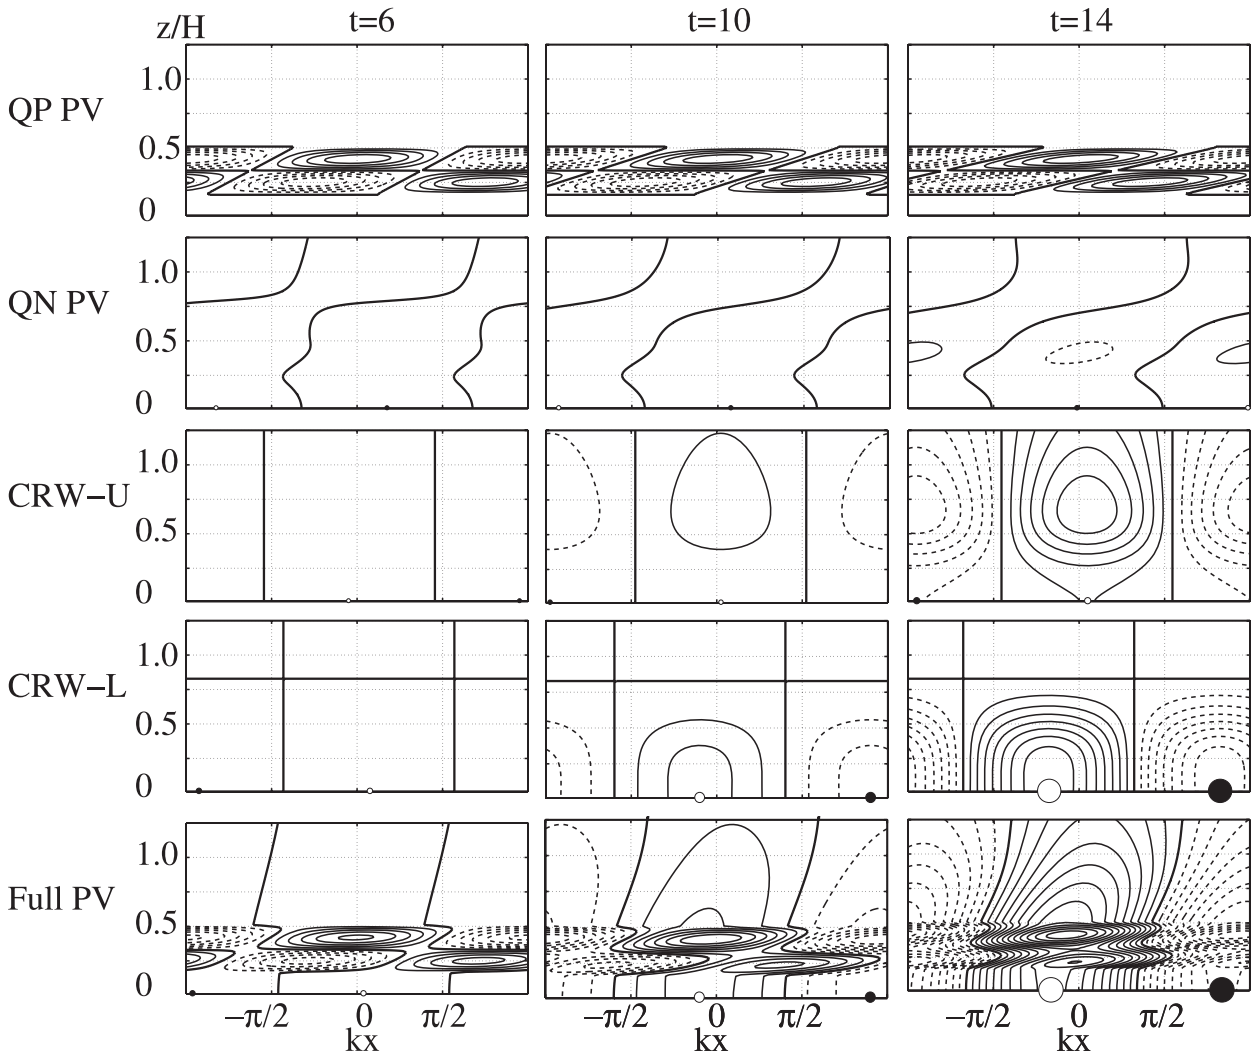 z/H t=6 t=10 t=14
QP PV 1.0 0.5 0
QN PV 1.0 0.5 0
CRW–U 1.0 0.5 0
CRW–L 1.0 0.5 0
Full PV 1.0 0.5 0
−π/2 0 π/2 −π/2 0 π/2 −π/2 0 π/2
kx kx kx